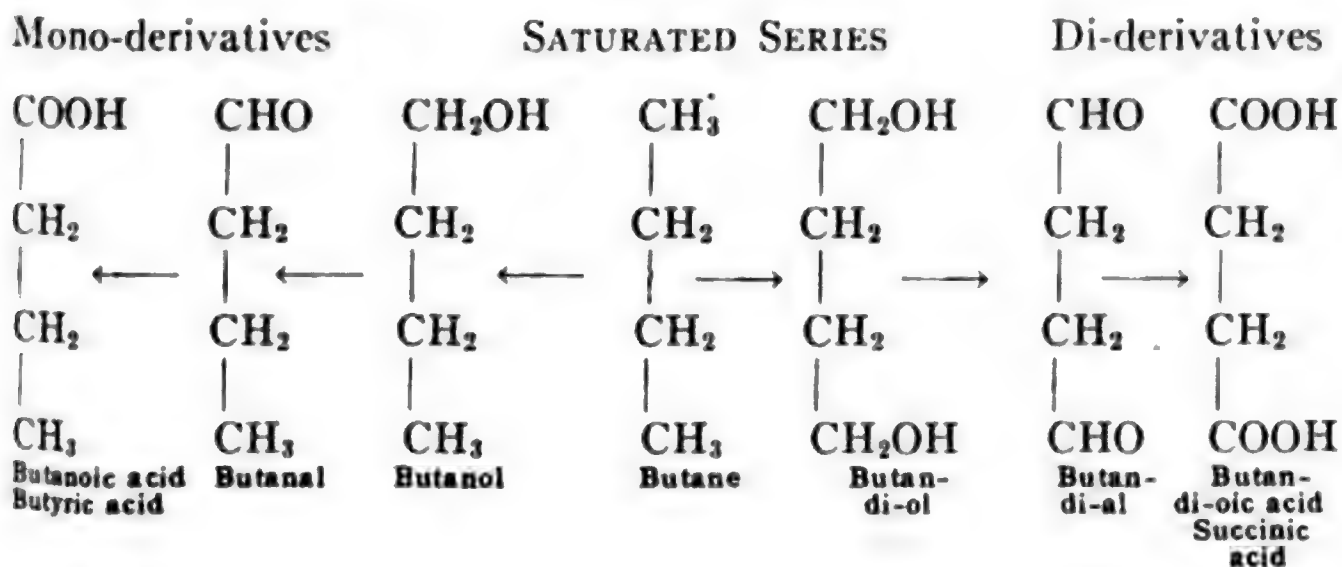 Mono-derivatives SATURATED SERIES Di-derivatives
COOH CHO CH₂OH CH₃ CH₂OH CHO COOH
CH₂ CH₂ CH₂ CH₂ CH₂ CH₂ CH₂
CH₂ CH₂ CH₂ CH₂ CH₂ CH₂ CH₂
CH₃ CH₃ CH₃ CH₃ CH₂OH CHO COOH
Butanoic acid Butanal Butanol Butane Butan- Butan- Butan-
Butyric acid di-ol di-al di-oic acid
Succinic
acid